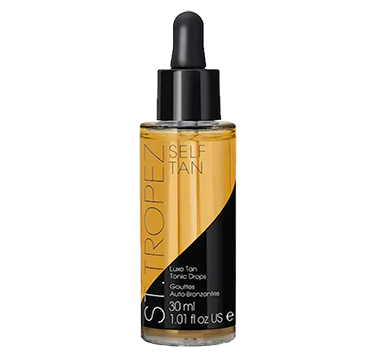 ST. TROPEZ
SELF
TAN
Luxe Tan
Tonic Drops
Gouttes
Auto-Bronzantes
30 ml
1.01 fl oz US ℮